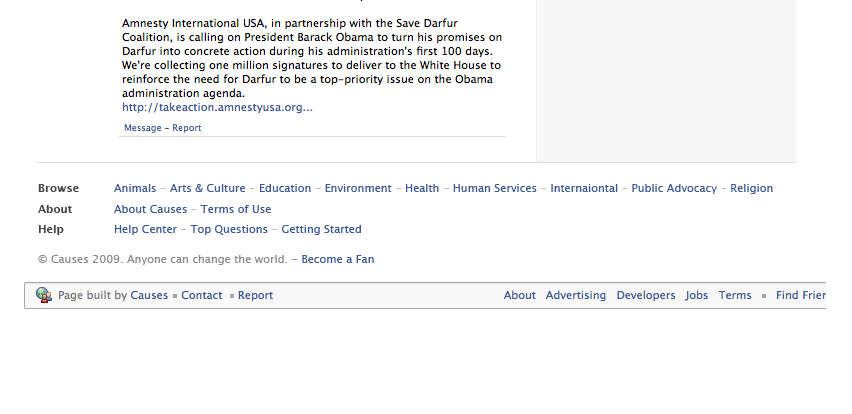 Amnesty International USA, in partnership with the Save Darfur
Coalition, is calling on President Barack Obama to turn his promises on
Darfur into concrete action during his administration's first 100 days.
We're collecting one million signatures to deliver to the White House to
reinforce the need for Darfur to be a top-priority issue on the Obama
administration agenda.
http://takeaction.amnestyusa.org...
Message - Report
Browse Animals - Arts & Culture - Education - Environment - Health - Human Services - Internaiontal - Public Advocacy - Religion
About About Causes - Terms of Use
Help Help Center - Top Questions - Getting Started
© Causes 2009. Anyone can change the world. - Become a Fan
Page built by Causes ▪ Contact ▪ Report About Advertising Developers Jobs Terms ▪ Find Frier